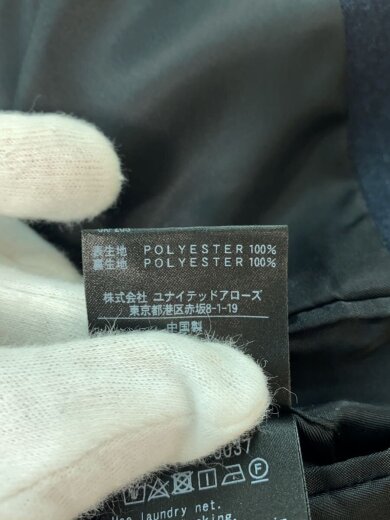 表生地 POLYESTER 100%
裏生地 POLYESTER 100%
株式会社 ユナイテッドアローズ
東京都港区赤坂8-1-19
中国製
0037
Use laundry net.